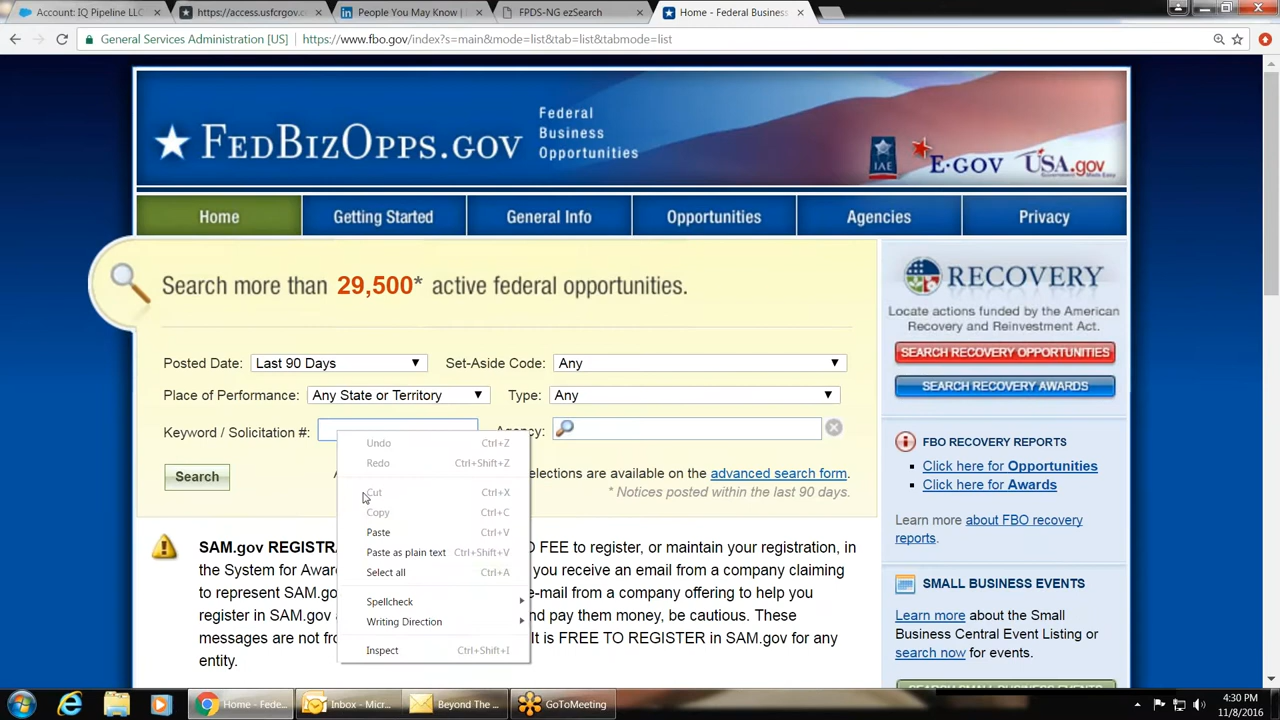 Account: IQ Pipeline LLC
https://access.usfcrgov.c
People You May Know | L
FPDS-NG ezSearch
Home - Federal Business
General Services Administration [US]
https://www.fbo.gov/index?s=main&mode=list&tab=list&tabmode=list
FEDBIZOPPS.GOV
Federal
Business
Opportunities
IAE
E-GOV
USA.gov
Home
Getting Started
General Info
Opportunities
Agencies
Privacy
Search more than 29,500* active federal opportunities.
RECOVERY
Locate actions funded by the American
Recovery and Reinvestment Act.
SEARCH RECOVERY OPPORTUNITIES
SEARCH RECOVERY AWARDS
Posted Date: Last 90 Days
Set-Aside Code: Any
Place of Performance: Any State or Territory
Type: Any
Keyword / Solicitation #:
Agency:
Search
elections are available on the advanced search form.
* Notices posted within the last 90 days.
Undo Ctrl+Z
Redo Ctrl+Shift+Z
Cut Ctrl+X
Copy Ctrl+C
Paste Ctrl+V
Paste as plain text Ctrl+Shift+V
Select all Ctrl+A
Spellcheck
Writing Direction
Inspect Ctrl+Shift+I
FBO RECOVERY REPORTS
Click here for Opportunities
Click here for Awards
Learn more about FBO recovery
reports.
SMALL BUSINESS EVENTS
Learn more about the Small
Business Central Event Listing or
search now for events.
SAM.gov REGISTRA O FEE to register, or maintain your registration, in
the System for Awar you receive an email from a company claiming
to represent SAM.go e-mail from a company offering to help you
register in SAM.gov and pay them money, be cautious. These
messages are not fro It is FREE TO REGISTER in SAM.gov for any
entity.
Home - Fede...
Inbox - Micr...
Beyond The ...
GoToMeeting
4:30 PM
11/8/2016